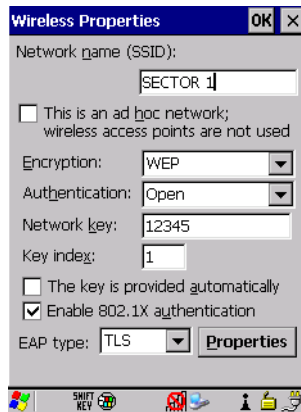 Wireless Properties OK ×
Network name (SSID):
SECTOR 1
This is an ad hoc network;
wireless access points are not used
Encryption: WEP
Authentication: Open
Network key: 12345
Key index: 1
The key is provided automatically
Enable 802.1X authentication
EAP type: TLS Properties
SHIFT
KEY